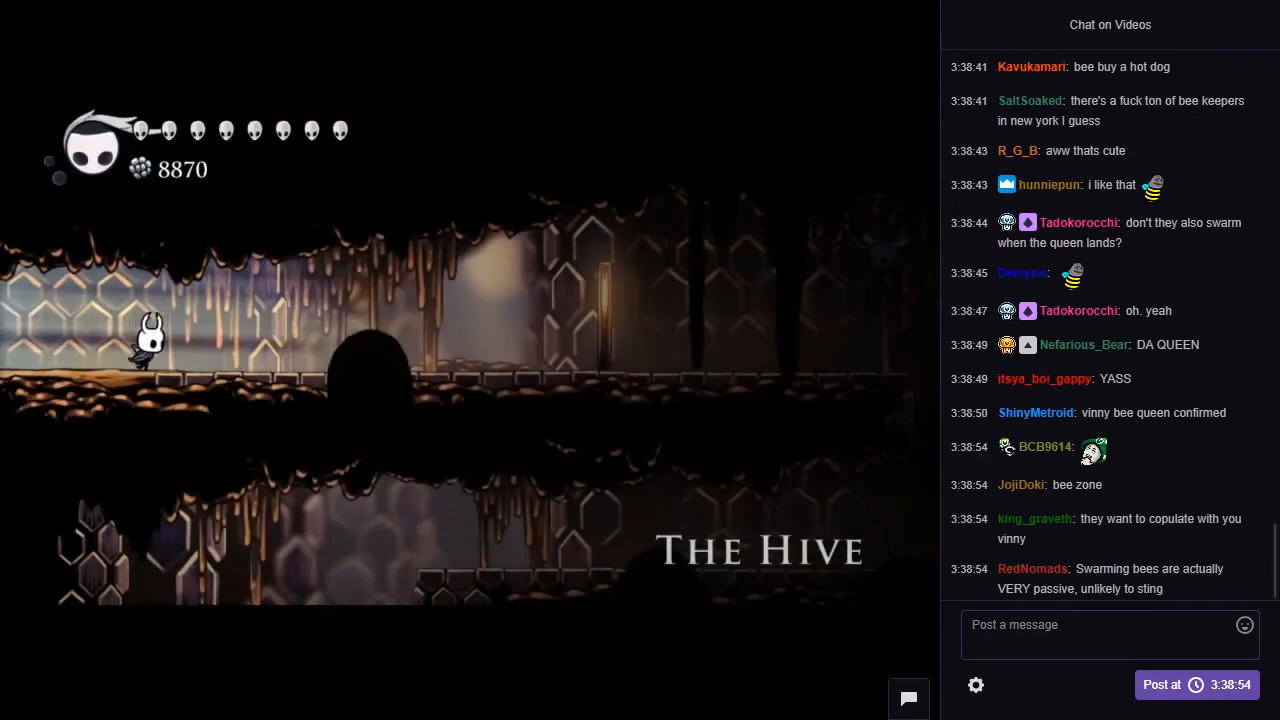 8870
THE HIVE
Chat on Videos
3:38:41 Kavukamari: bee buy a hot dog
3:38:41 SaltSoaked: there's a fuck ton of bee keepers
in new york I guess
3:38:43 R_G_B: aww thats cute
3:38:43 hunniepun: i like that
3:38:44 Tadokorocchi: don't they also swarm
when the queen lands?
3:38:45 Demyzie:
3:38:47 Tadokorocchi: oh. yeah
3:38:49 Nefarious_Bear: DA QUEEN
3:38:49 itsya_boi_gappy: YASS
3:38:50 ShinyMetroid: vinny bee queen confirmed
3:38:54 BCB9614:
3:38:54 JojiDoki: bee zone
3:38:54 king_graveth: they want to copulate with you
vinny
3:38:54 RedNomads: Swarming bees are actually
VERY passive, unlikely to sting
Post a message
Post at 3:38:54